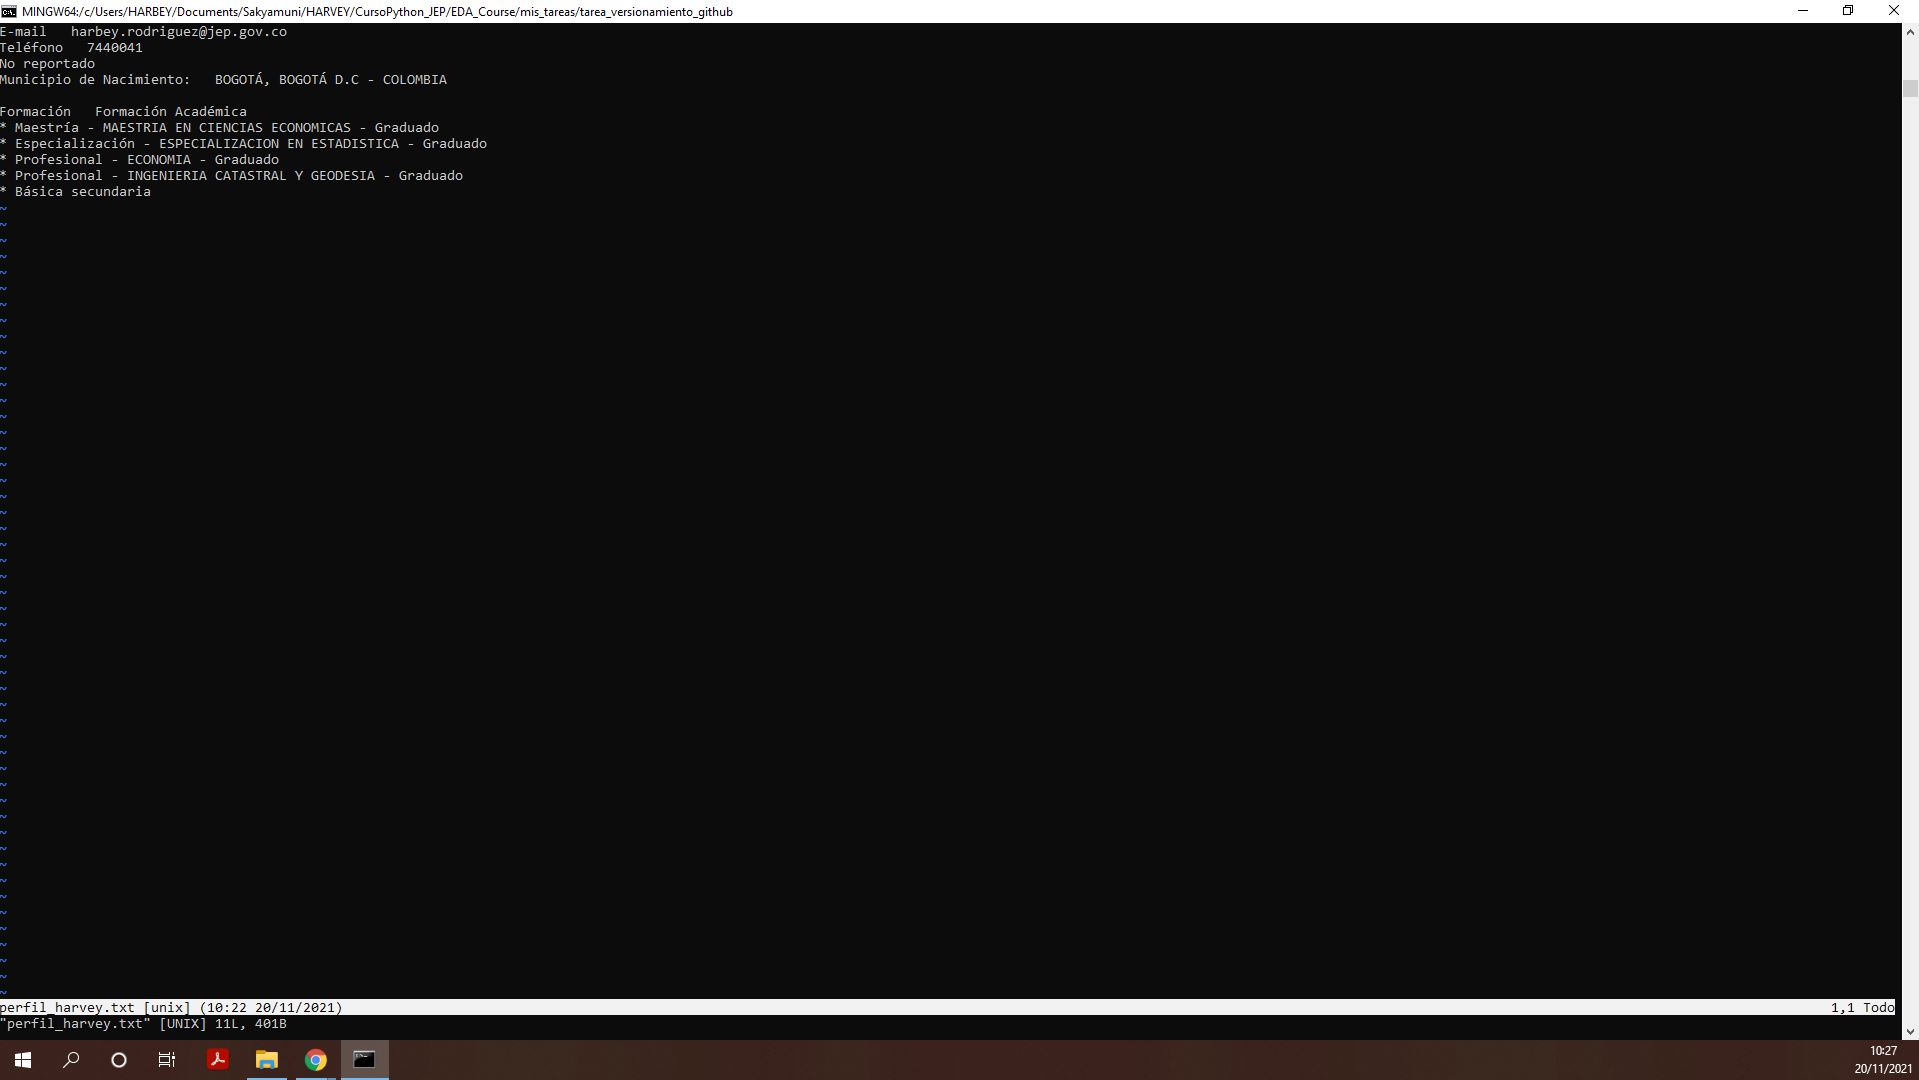 MINGW64:/c/Users/HARBEY/Documents/Sakyamuni/HARVEY/CursoPython_JEP/EDA_Course/mis_tareas/tarea_versionamiento_github
E-mail   harbey.rodriguez@jep.gov.co
Teléfono   7440041
No reportado
Municipio de Nacimiento:   BOGOTÁ, BOGOTÁ D.C - COLOMBIA
Formación   Formación Académica
* Maestría - MAESTRIA EN CIENCIAS ECONOMICAS - Graduado
* Especialización - ESPECIALIZACION EN ESTADISTICA - Graduado
* Profesional - ECONOMIA - Graduado
* Profesional - INGENIERIA CATASTRAL Y GEODESIA - Graduado
* Básica secundaria
perfil_harvey.txt [unix] (10:22 20/11/2021) 1,1 Todo
"perfil_harvey.txt" [UNIX] 11L, 401B
10:27
20/11/2021